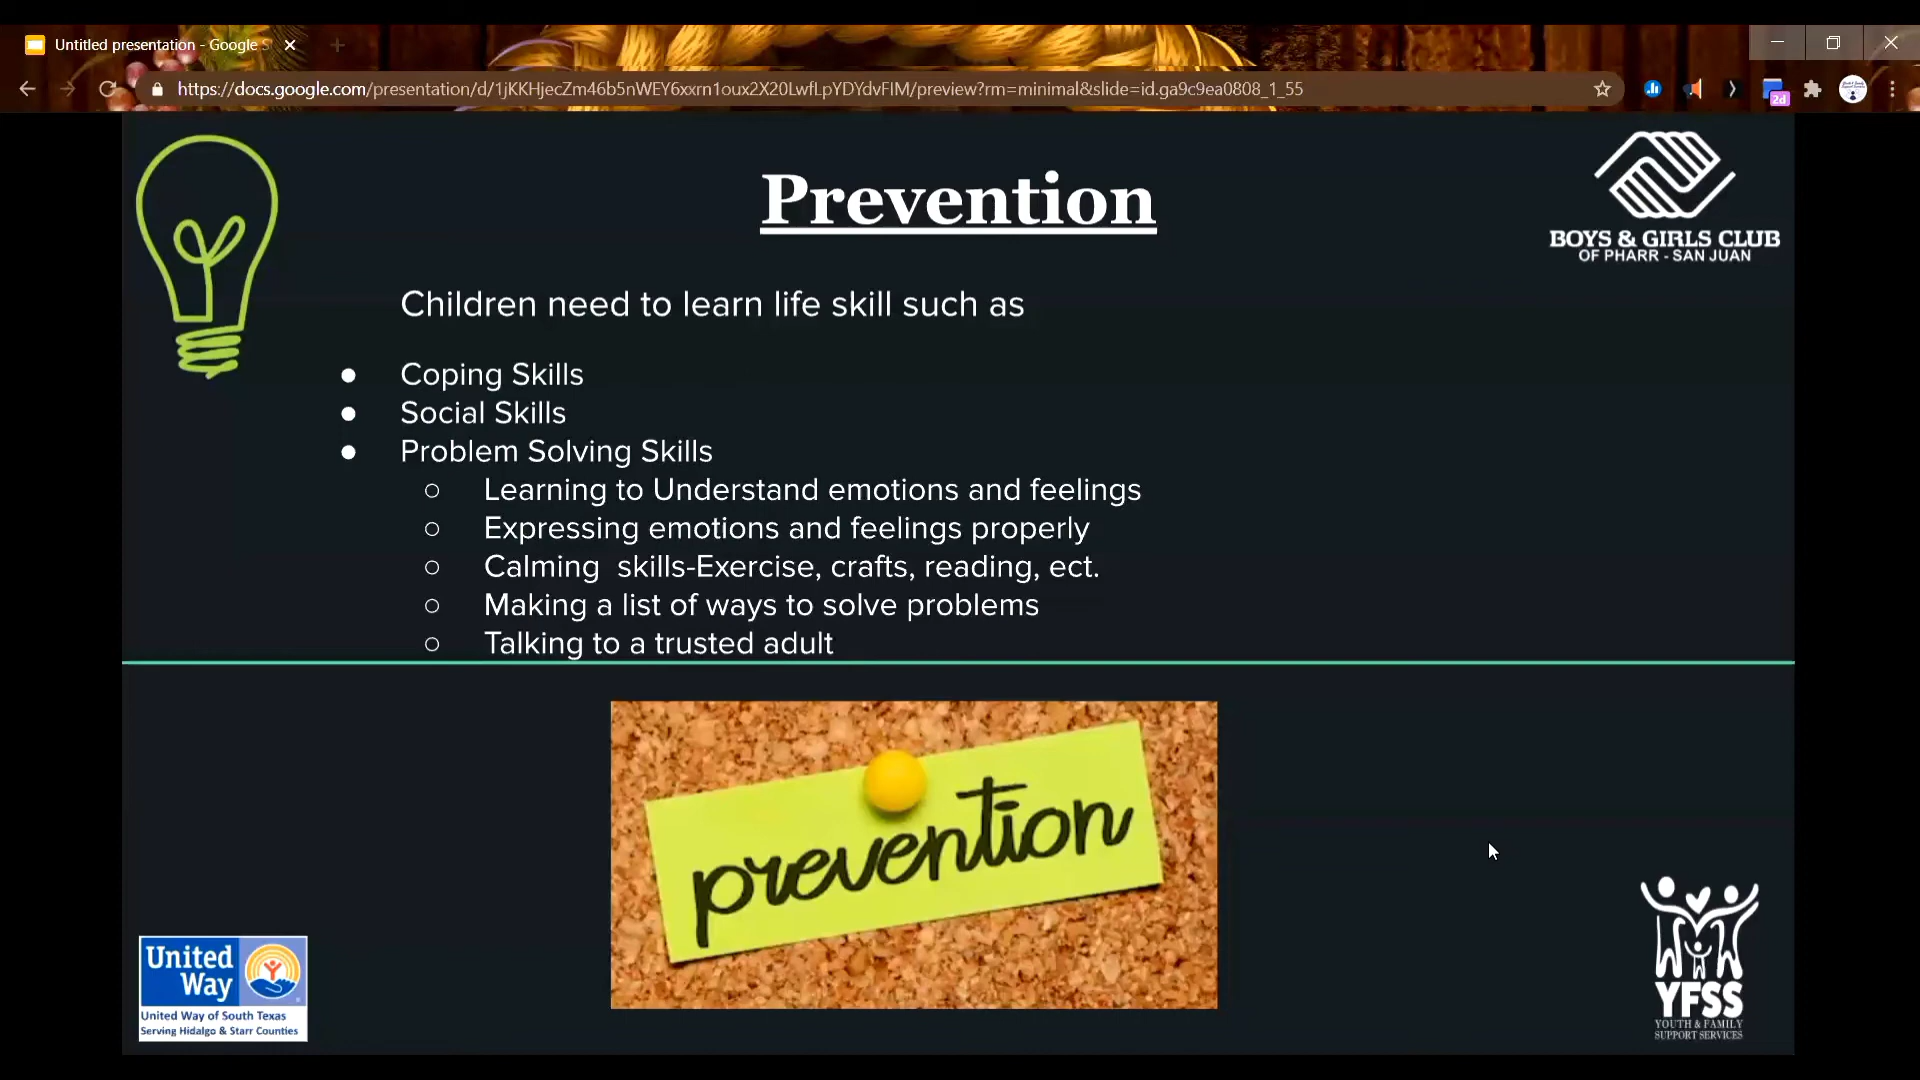 Untitled presentation - Google S
https://docs.google.com/presentation/d/1jKKHjecZm46b5nWEY6xxrn1oux2X20LwfLpYDYdvFIM/preview?rm=minimal&slide=id.ga9c9ea0808_1_55
2d
Prevention
BOYS & GIRLS CLUB
OF PHARR - SAN JUAN
Children need to learn life skill such as
● Coping Skills
● Social Skills
● Problem Solving Skills
○ Learning to Understand emotions and feelings
○ Expressing emotions and feelings properly
○ Calming  skills-Exercise, crafts, reading, ect.
○ Making a list of ways to solve problems
○ Talking to a trusted adult
prevention
United
Way
United Way of South Texas
Serving Hidalgo & Starr Counties
YFSS
YOUTH & FAMILY
SUPPORT SERVICES